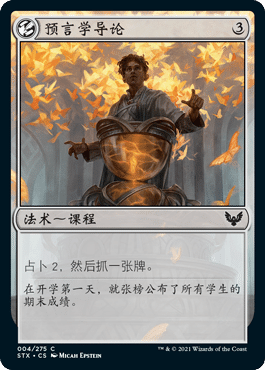 预言学导论 3
法术～课程
占卜 2，然后抓一张牌。
在开学第一天，就张榜公布了所有学生的
期末成绩。
004/275 C
STX • CS MICAH EPSTEIN
™ & © 2021 Wizards of the Coast